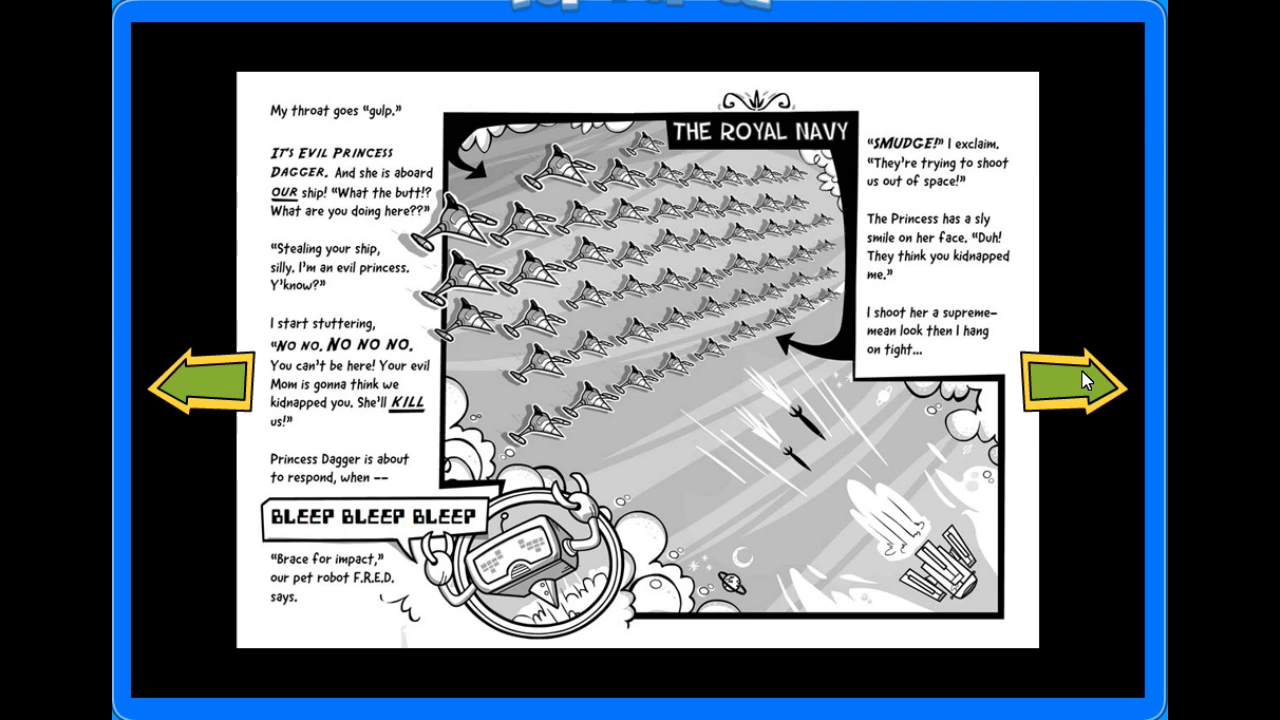 My throat goes “gulp.”
IT'S EVIL PRINCESS
DAGGER. And she is aboard
OUR ship! “What the butt!?
What are you doing here??”
“Stealing your ship,
silly. I'm an evil princess.
Y'know?”
I start stuttering,
“NO NO. NO NO NO.
You can't be here! Your evil
Mom is gonna think we
kidnapped you. She'll KILL
us!”
Princess Dagger is about
to respond, when --
BLEEP BLEEP BLEEP
“Brace for impact,”
our pet robot F.R.E.D.
says.
THE ROYAL NAVY
“SMUDGE!” I exclaim.
“They're trying to shoot
us out of space!”
The Princess has a sly
smile on her face. “Duh!
They think you kidnapped
me.”
I shoot her a supreme-
mean look then I hang
on tight...